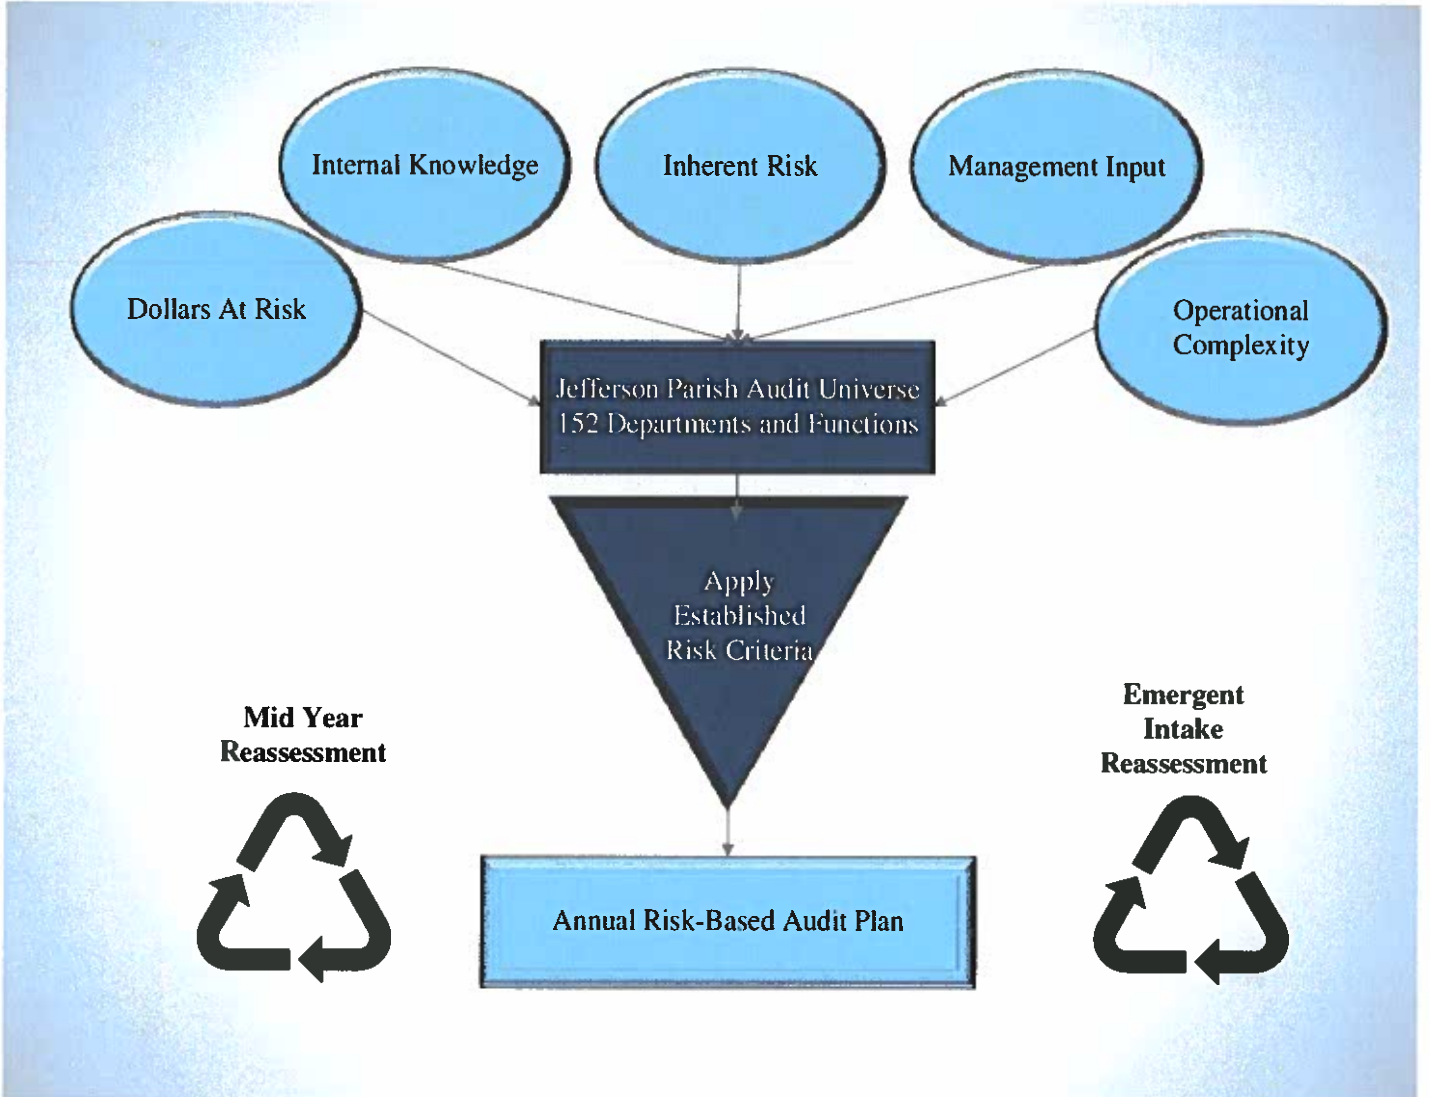 Internal Knowledge
Inherent Risk
Management Input
Dollars At Risk
Operational
Complexity
Jefferson Parish Audit Universe
152 Departments and Functions
Apply
Established
Risk Criteria
Mid Year
Reassessment
Emergent
Intake
Reassessment
Annual Risk-Based Audit Plan